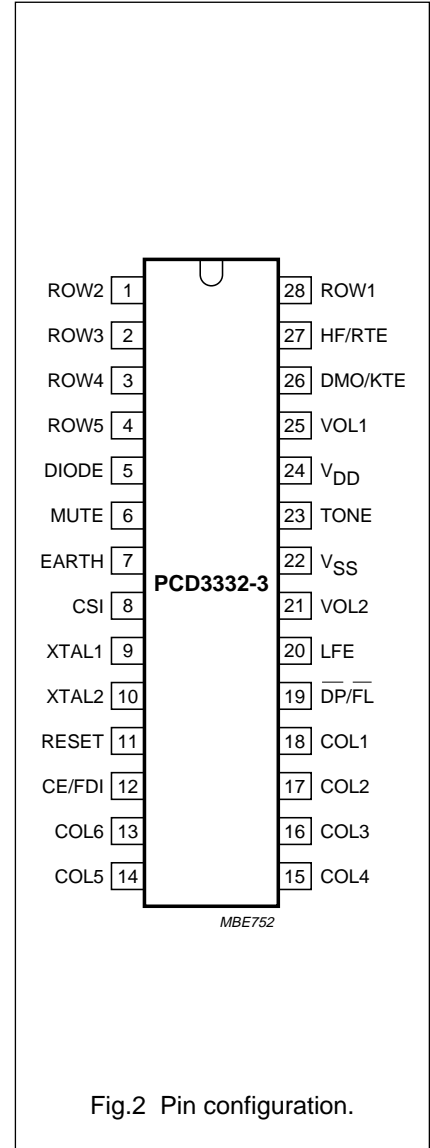 ROW2 1 28 ROW1
ROW3 2 27 HF/RTE
ROW4 3 26 DMO/KTE
ROW5 4 25 VOL1
DIODE 5 24 VDD
MUTE 6 23 TONE
EARTH 7 22 VSS
PCD3332-3
CSI 8 21 VOL2
XTAL1 9 20 LFE
XTAL2 10 19 D̅P̅/F̅L̅
RESET 11 18 COL1
CE/FDI 12 17 COL2
COL6 13 16 COL3
COL5 14 15 COL4
MBE752
Fig.2 Pin configuration.